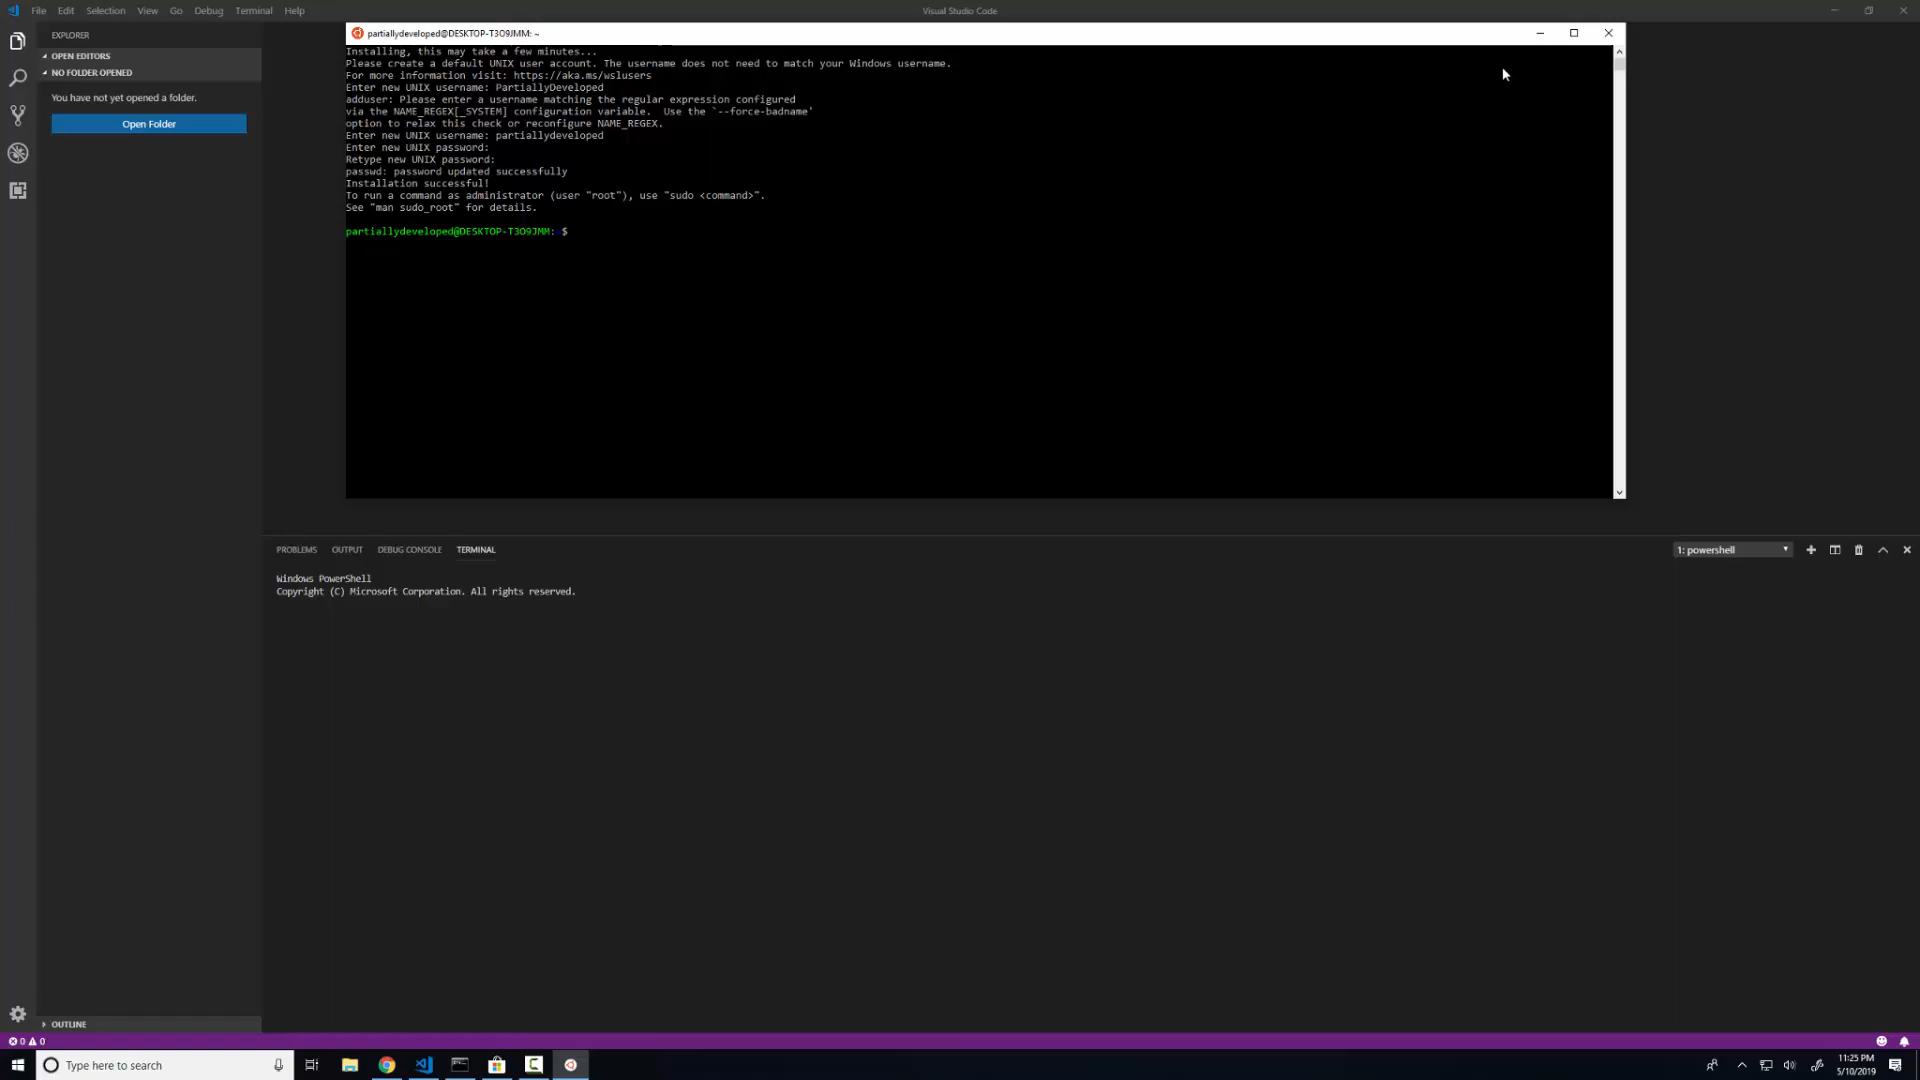 File Edit Selection View Go Debug Terminal Help
Visual Studio Code
EXPLORER
OPEN EDITORS
NO FOLDER OPENED
You have not yet opened a folder.
Open Folder
partiallydeveloped@DESKTOP-T3O9JMM: ~
Installing, this may take a few minutes...
Please create a default UNIX user account. The username does not need to match your Windows username.
For more information visit: https://aka.ms/wslusers
Enter new UNIX username: PartiallyDeveloped
adduser: Please enter a username matching the regular expression configured
via the NAME_REGEX[_SYSTEM] configuration variable.  Use the `--force-badname'
option to relax this check or reconfigure NAME_REGEX.
Enter new UNIX username: partiallydeveloped
Enter new UNIX password:
Retype new UNIX password:
passwd: password updated successfully
Installation successful!
To run a command as administrator (user "root"), use "sudo <command>".
See "man sudo_root" for details.
partiallydeveloped@DESKTOP-T3O9JMM:~$
PROBLEMS OUTPUT DEBUG CONSOLE TERMINAL
1: powershell
Windows PowerShell
Copyright (C) Microsoft Corporation. All rights reserved.
OUTLINE
0 0
Type here to search
11:25 PM
5/10/2019